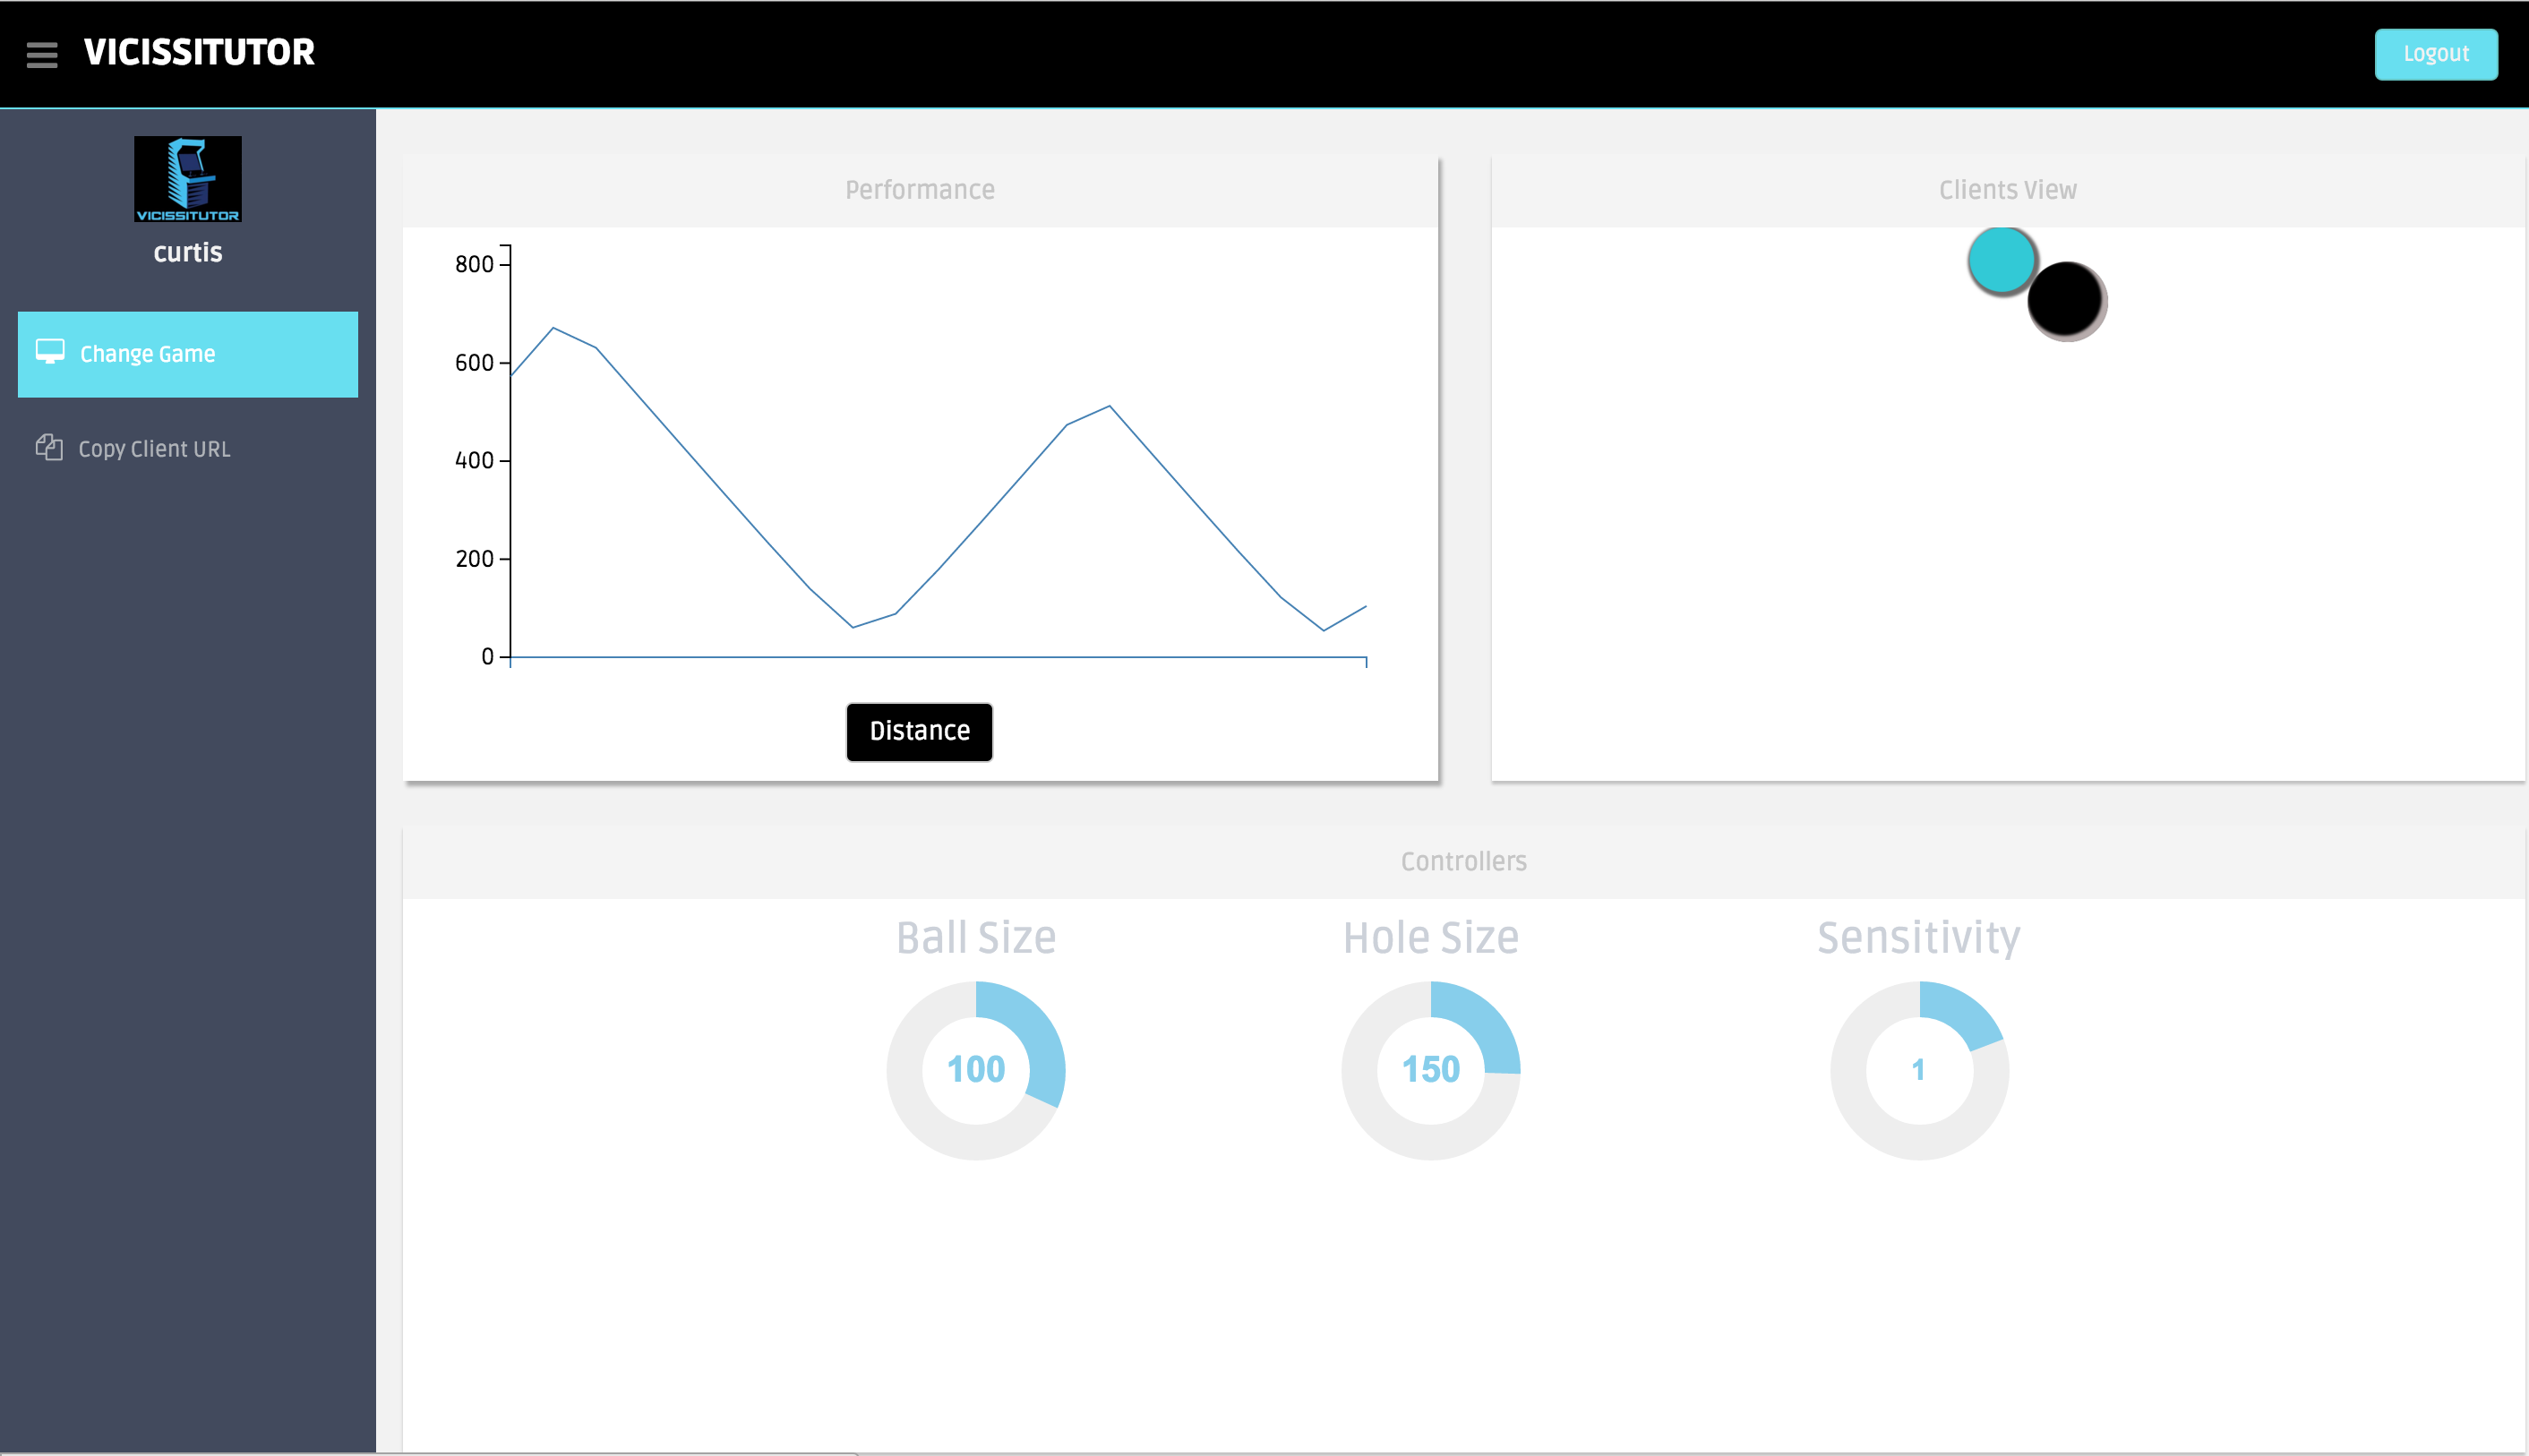 VICISSITUTOR
Logout
VICISSITUTOR
curtis
Change Game
Copy Client URL
Performance
800
600
400
200
0
Distance
Clients View
Controllers
Ball Size
100
Hole Size
150
Sensitivity
1